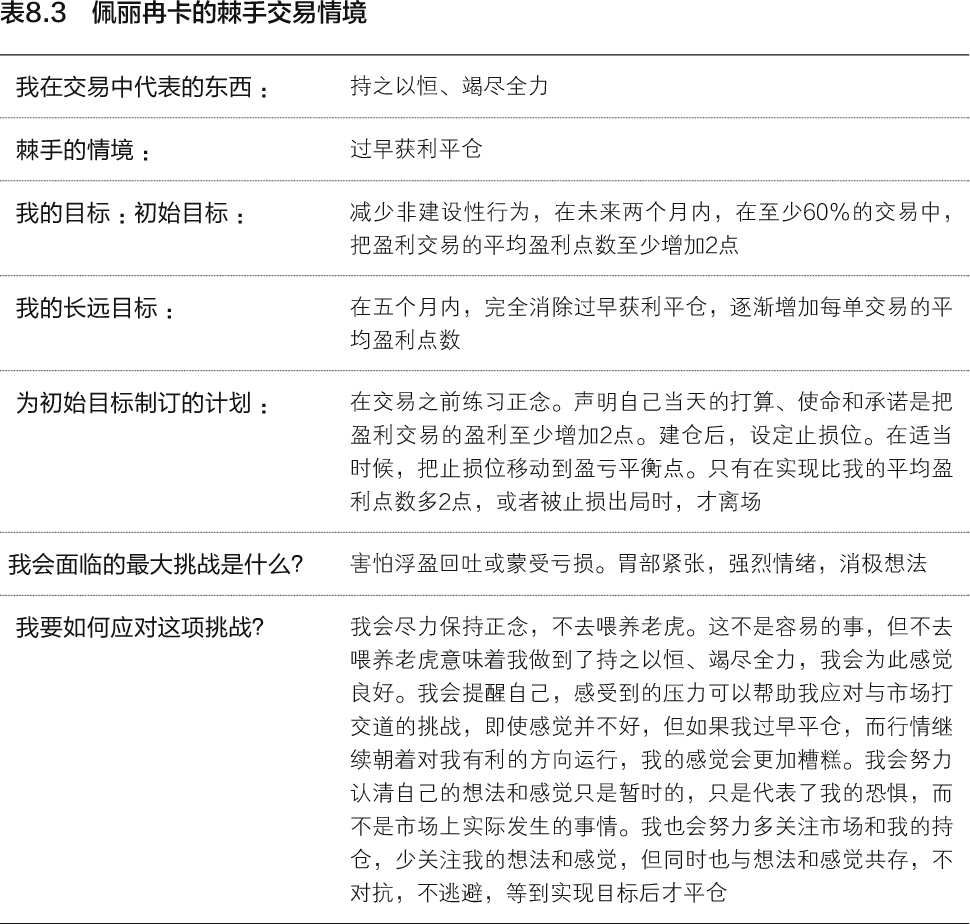 表8.3 佩丽冉卡的棘手交易情境
我在交易中代表的东西：
持之以恒、竭尽全力
棘手的情境：
过早获利平仓
我的目标：初始目标：
减少非建设性行为，在未来两个月内，在至少60%的交易中，
把盈利交易的平均盈利点数至少增加2点
我的长远目标：
在五个月内，完全消除过早获利平仓，逐渐增加每单交易的平
均盈利点数
为初始目标制订的计划：
在交易之前练习正念。声明自己当天的打算、使命和承诺是把
盈利交易的盈利至少增加2点。建仓后，设定止损位。在适当
时候，把止损位移动到盈亏平衡点。只有在实现比我的平均盈
利点数多2点，或者被止损出局时，才离场
我会面临的最大挑战是什么？
害怕浮盈回吐或蒙受亏损。胃部紧张，强烈情绪，消极想法
我要如何应对这项挑战？
我会尽力保持正念，不去喂养老虎。这不是容易的事，但不去
喂养老虎意味着我做到了持之以恒、竭尽全力，我会为此感觉
良好。我会提醒自己，感受到的压力可以帮助我应对与市场打
交道的挑战，即使感觉并不好，但如果我过早平仓，而行情继
续朝着对我有利的方向运行，我的感觉会更加糟糕。我会努力
认清自己的想法和感觉只是暂时的，只是代表了我的恐惧，而
不是市场上实际发生的事情。我也会努力多关注市场和我的持
仓，少关注我的想法和感觉，但同时也与想法和感觉共存，不
对抗，不逃避，等到实现目标后才平仓